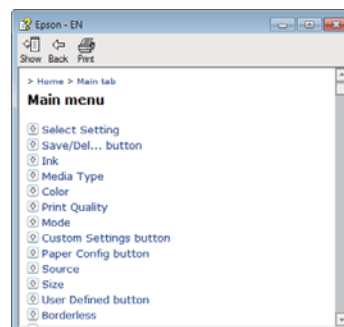 Epson - EN
Show Back Print
> Home > Main tab
Main menu
Select Setting
Save/Del... button
Ink
Media Type
Color
Print Quality
Mode
Custom Settings button
Paper Config button
Source
Size
User Defined button
Borderless